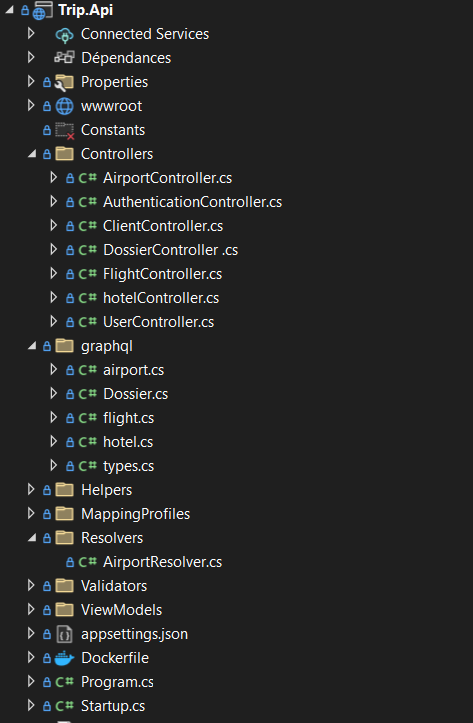 Trip.Api
Connected Services
Dépendances
Properties
wwwroot
Constants
Controllers
C# AirportController.cs
C# AuthenticationController.cs
C# ClientController.cs
C# DossierController .cs
C# FlightController.cs
C# hotelController.cs
C# UserController.cs
graphql
C# airport.cs
C# Dossier.cs
C# flight.cs
C# hotel.cs
C# types.cs
Helpers
MappingProfiles
Resolvers
C# AirportResolver.cs
Validators
ViewModels
appsettings.json
Dockerfile
C# Program.cs
C# Startup.cs